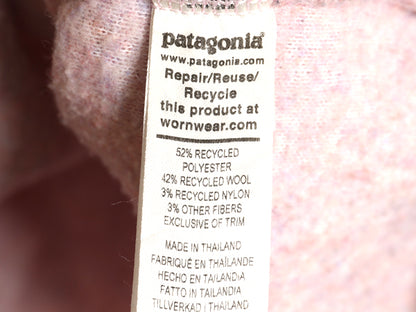 patagonia®
www.patagonia.com
Repair/Reuse/
Recycle
this product at
wornwear.com
52% RECYCLED
POLYESTER
42% RECYCLED WOOL
3% RECYCLED NYLON
3% OTHER FIBERS
EXCLUSIVE OF TRIM
MADE IN THAILAND
FABRIQUÉ EN THAÏLANDE
HECHO EN TAILANDIA
FATTO IN TAILANDIA
TILLVERKAD I THAILAND